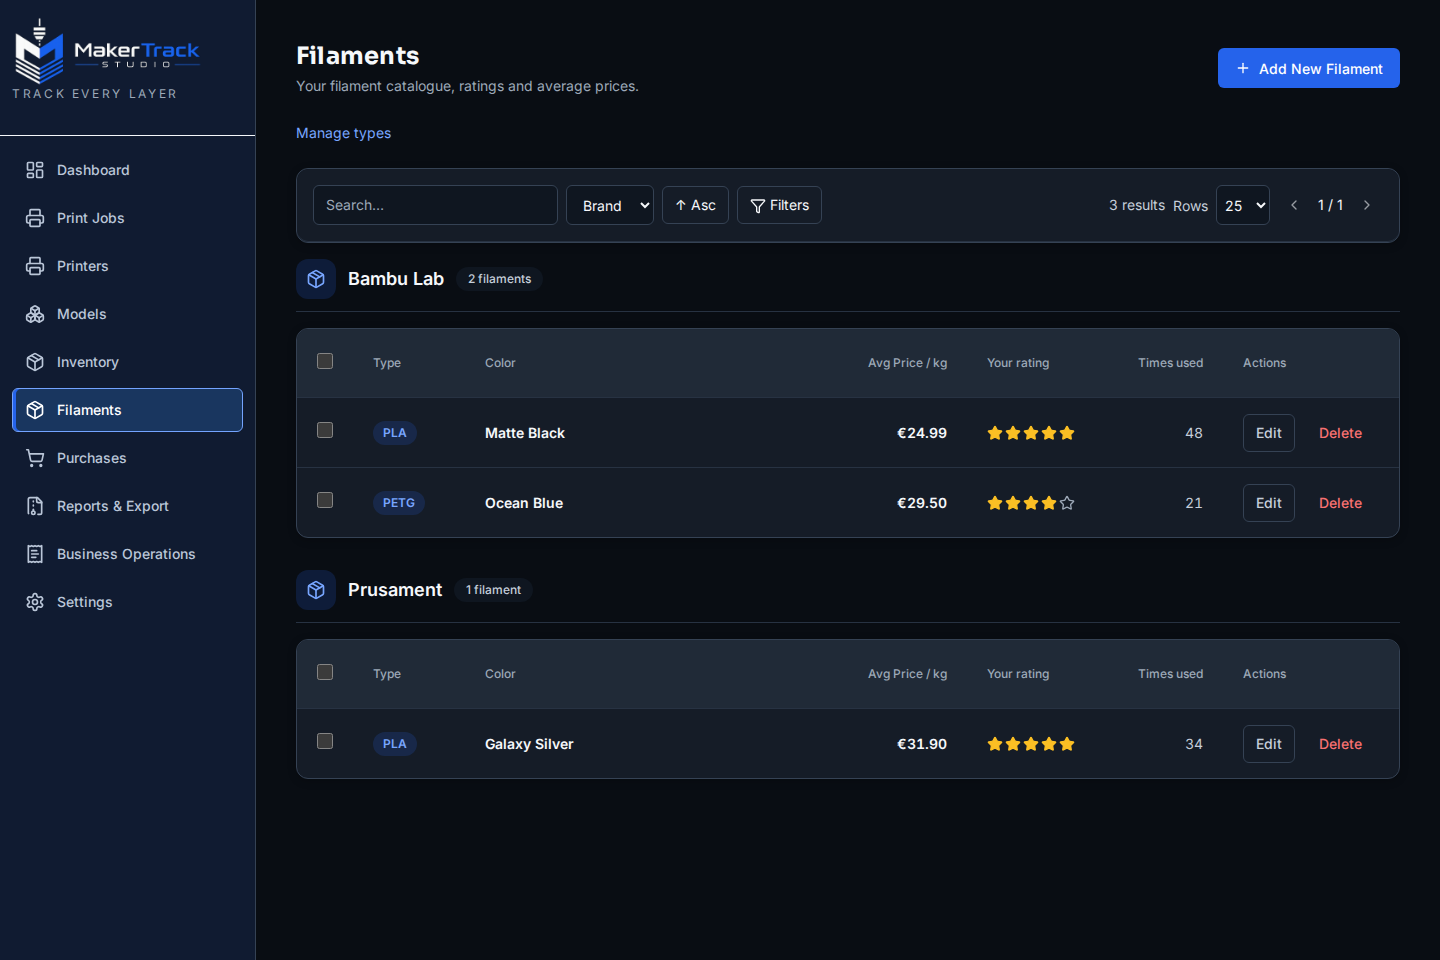 MakerTrack
STUDIO
TRACK EVERY LAYER
Dashboard
Print Jobs
Printers
Models
Inventory
Filaments
Purchases
Reports & Export
Business Operations
Settings
Filaments
Your filament catalogue, ratings and average prices.
Add New Filament
Manage types
Search... Brand ↑ Asc Filters 3 results Rows 25 1 / 1
Bambu Lab 2 filaments
Type Color Avg Price / kg Your rating Times used Actions
PLA Matte Black €24.99 48 Edit Delete
PETG Ocean Blue €29.50 21 Edit Delete
Prusament 1 filament
Type Color Avg Price / kg Your rating Times used Actions
PLA Galaxy Silver €31.90 34 Edit Delete